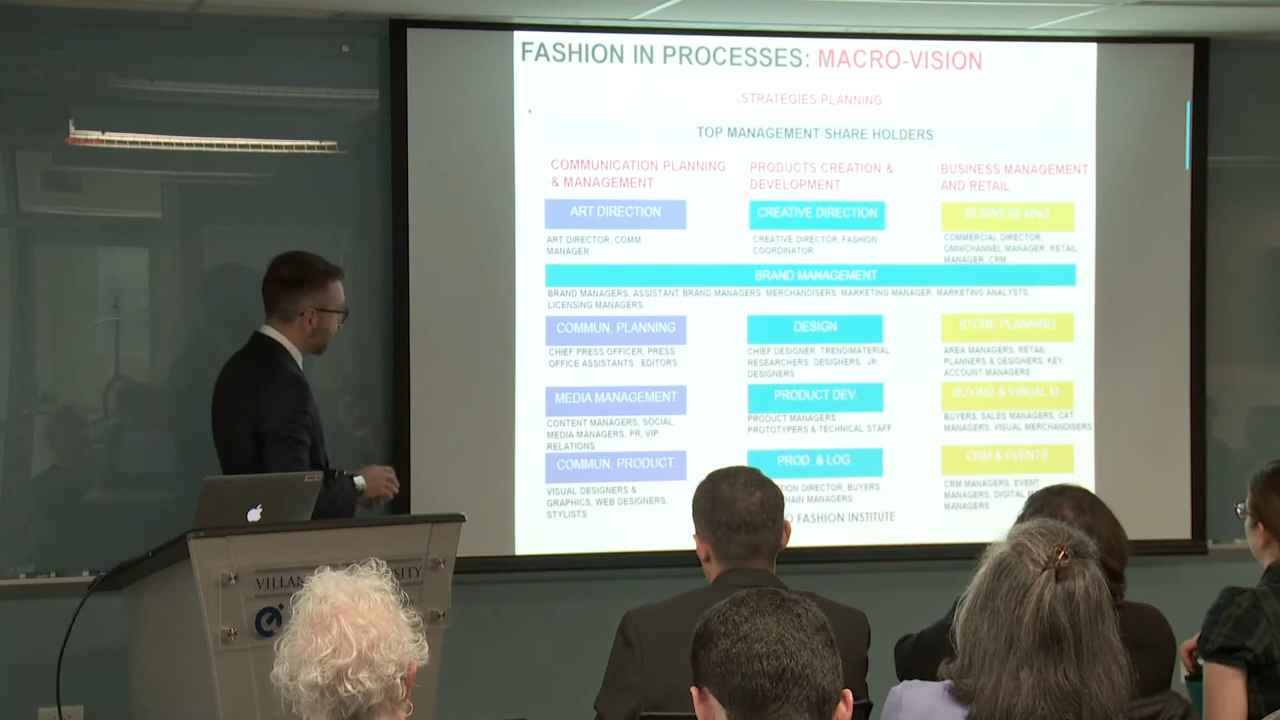 FASHION IN PROCESSES: MACRO-VISION
STRATEGIES PLANNING
TOP MANAGEMENT SHARE HOLDERS
COMMUNICATION PLANNING
& MANAGEMENT
ART DIRECTION
ART DIRECTOR, COMM
MANAGER
PRODUCTS CREATION &
DEVELOPMENT
CREATIVE DIRECTION
CREATIVE DIRECTOR, FASHION
COORDINATOR
BUSINESS MANAGEMENT
AND RETAIL
BUSINESS MNG
COMMERCIAL DIRECTOR,
OMNICHANNEL MANAGER, RETAIL
MANAGER, CRM
BRAND MANAGEMENT
BRAND MANAGERS, ASSISTANT BRAND MANAGERS, MERCHANDISERS, MARKETING MANAGER, MARKETING ANALYSTS,
LICENSING MANAGERS
COMMUN. PLANNING
CHIEF PRESS OFFICER, PRESS
OFFICE ASSISTANTS , EDITORS
MEDIA MANAGEMENT
CONTENT MANAGERS, SOCIAL
MEDIA MANAGERS, PR, VIP
RELATIONS
COMMUN. PRODUCT.
VISUAL DESIGNERS &
GRAPHICS, WEB DESIGNERS,
STYLISTS
DESIGN
CHIEF DESIGNER, TREND/MATERIAL
RESEARCHERS, DESIGNERS, JR
DESIGNERS
PRODUCT DEV.
PRODUCT MANAGERS,
PROTOTYPERS & TECHNICAL STAFF
PROD. & LOG.
DIRECTOR, BUYERS,
MANAGERS
FASHION INSTITUTE
STORE PLANNING
AREA MANAGERS, RETAIL
PLANNERS & DESIGNERS, KEY
ACCOUNT MANAGERS
BUYING & VISUAL M.
BUYERS, SALES MANAGERS, CAT
MANAGERS, VISUAL MERCHANDISERS
CRM & EVENTS
CRM MANAGERS, EVENT
MANAGERS, DIGITAL
MANAGERS